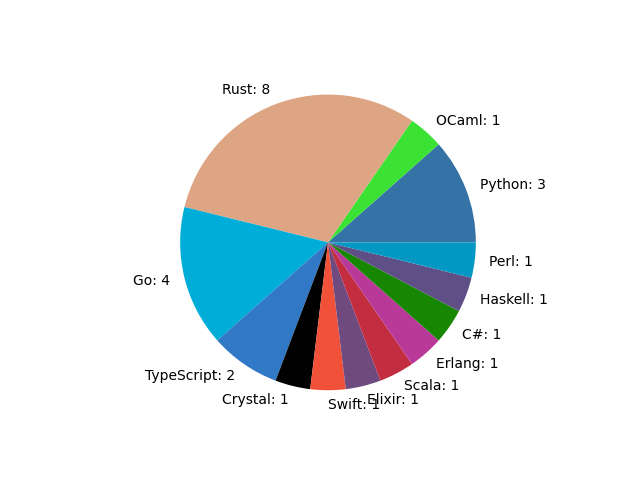 Rust: 8
OCaml: 1
Python: 3
Perl: 1
Go: 4
Haskell: 1
C#: 1
Erlang: 1
TypeScript: 2
Scala: 1
Crystal: 1
Swift: 1
Elixir: 1